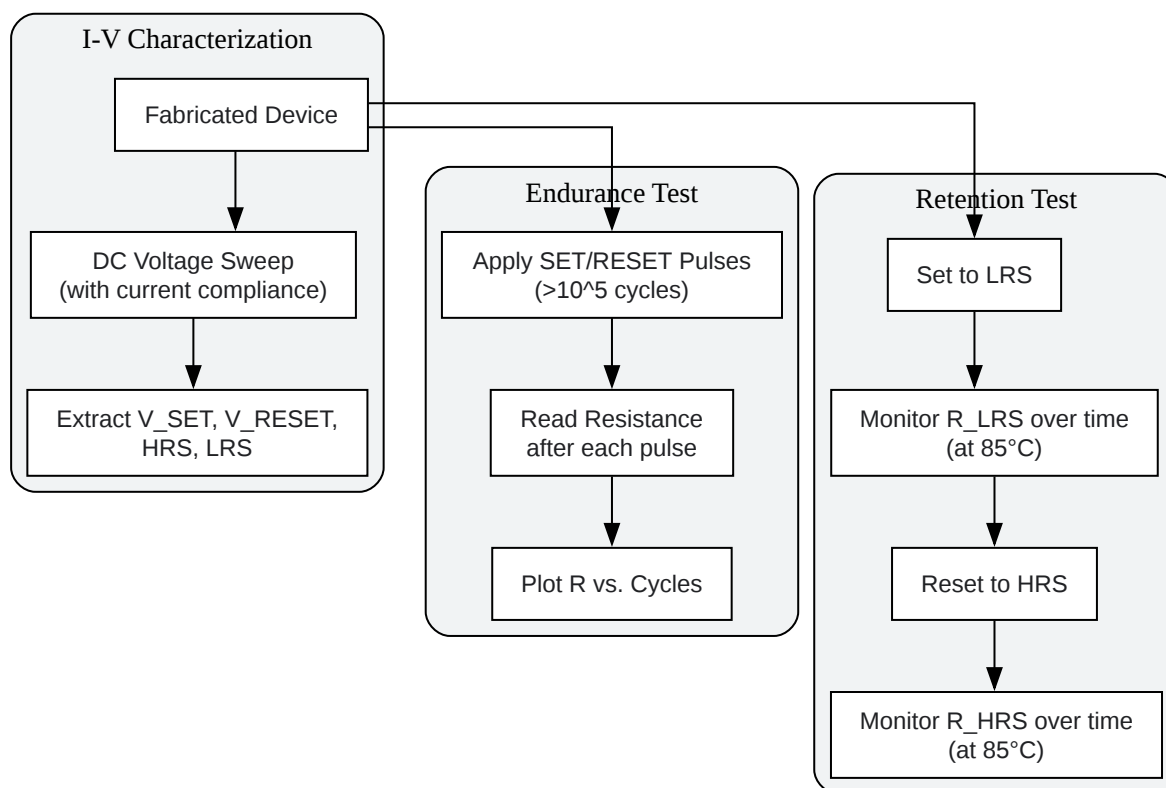 I-V Characterization
Fabricated Device
DC Voltage Sweep
(with current compliance)
Extract V_SET, V_RESET,
HRS, LRS
Endurance Test
Apply SET/RESET Pulses
(>10^5 cycles)
Read Resistance
after each pulse
Plot R vs. Cycles
Retention Test
Set to LRS
Monitor R_LRS over time
(at 85°C)
Reset to HRS
Monitor R_HRS over time
(at 85°C)